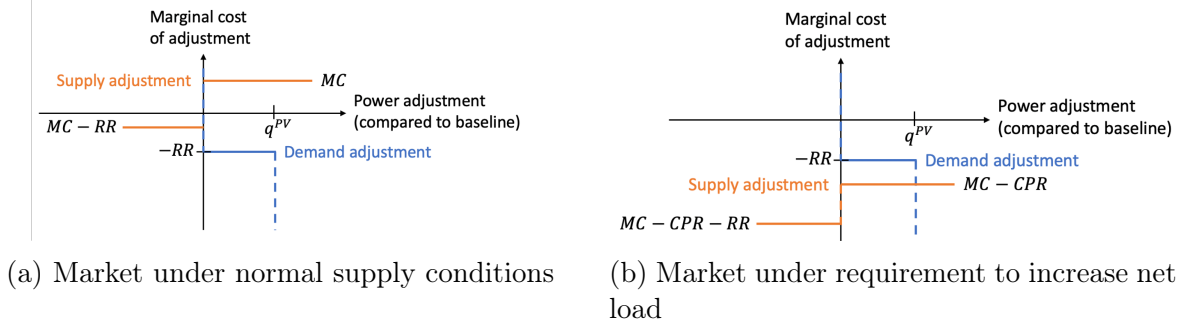 Marginal cost
of adjustment
Supply adjustment
MC
Power adjustment
(compared to baseline)
MC − RR
q^PV
−RR
Demand adjustment
(a) Market under normal supply conditions
Marginal cost
of adjustment
Power adjustment
(compared to baseline)
q^PV
−RR
Demand adjustment
Supply adjustment
MC − CPR
MC − CPR − RR
(b) Market under requirement to increase net
load